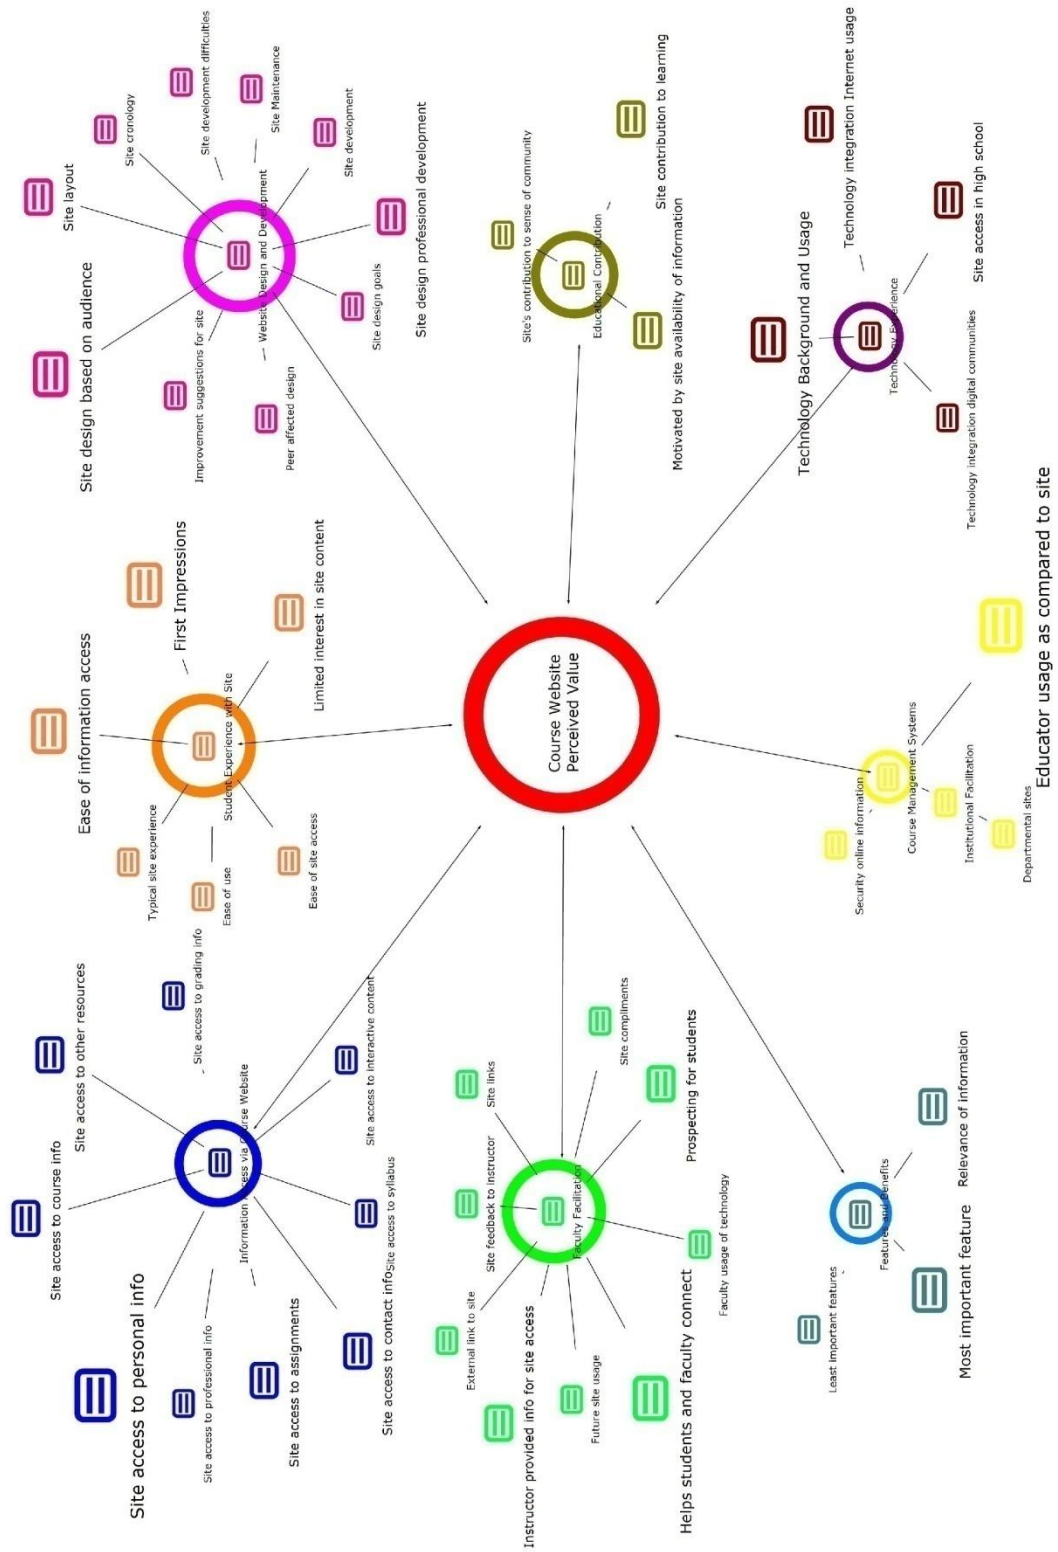 Site access to personal info
Site access to course info
Site access to other resources
Site access to professional info
Site access to grading info
Information Access via Course Website
Site access to assignments
Site access to interactive content
Site access to contact info
Site access to syllabus
Ease of information access
First Impressions
Typical site experience
Student Experience with Site
Ease of use
Ease of site access
Limited interest in site content
Site design based on audience
Site layout
Site cronology
Site development difficulties
Improvement suggestions for site
Website Design and Development
Site Maintenance
Peer affected design
Site design goals
Site development
Site design professional development
External link to site
Site feedback to instructor
Site links
Instructor provided info for site access
Faculty Facilitation
Future site usage
Site compliments
Helps students and faculty connect
Prospecting for students
Faculty usage of technology
Course Website
Perceived Value
Site's contribution to sense of community
Educational Contribution
Site contribution to learning
Motivated by site availability of information
Least important features
Features and Benefits
Most important feature
Relevance of information
Security online information
Course Management Systems
Institutional Facilitation
Departmental sites
Educator usage as compared to site
Technology Background and Usage
Technology integration Internet usage
Technology Experience
Technology integration digital communities
Site access in high school